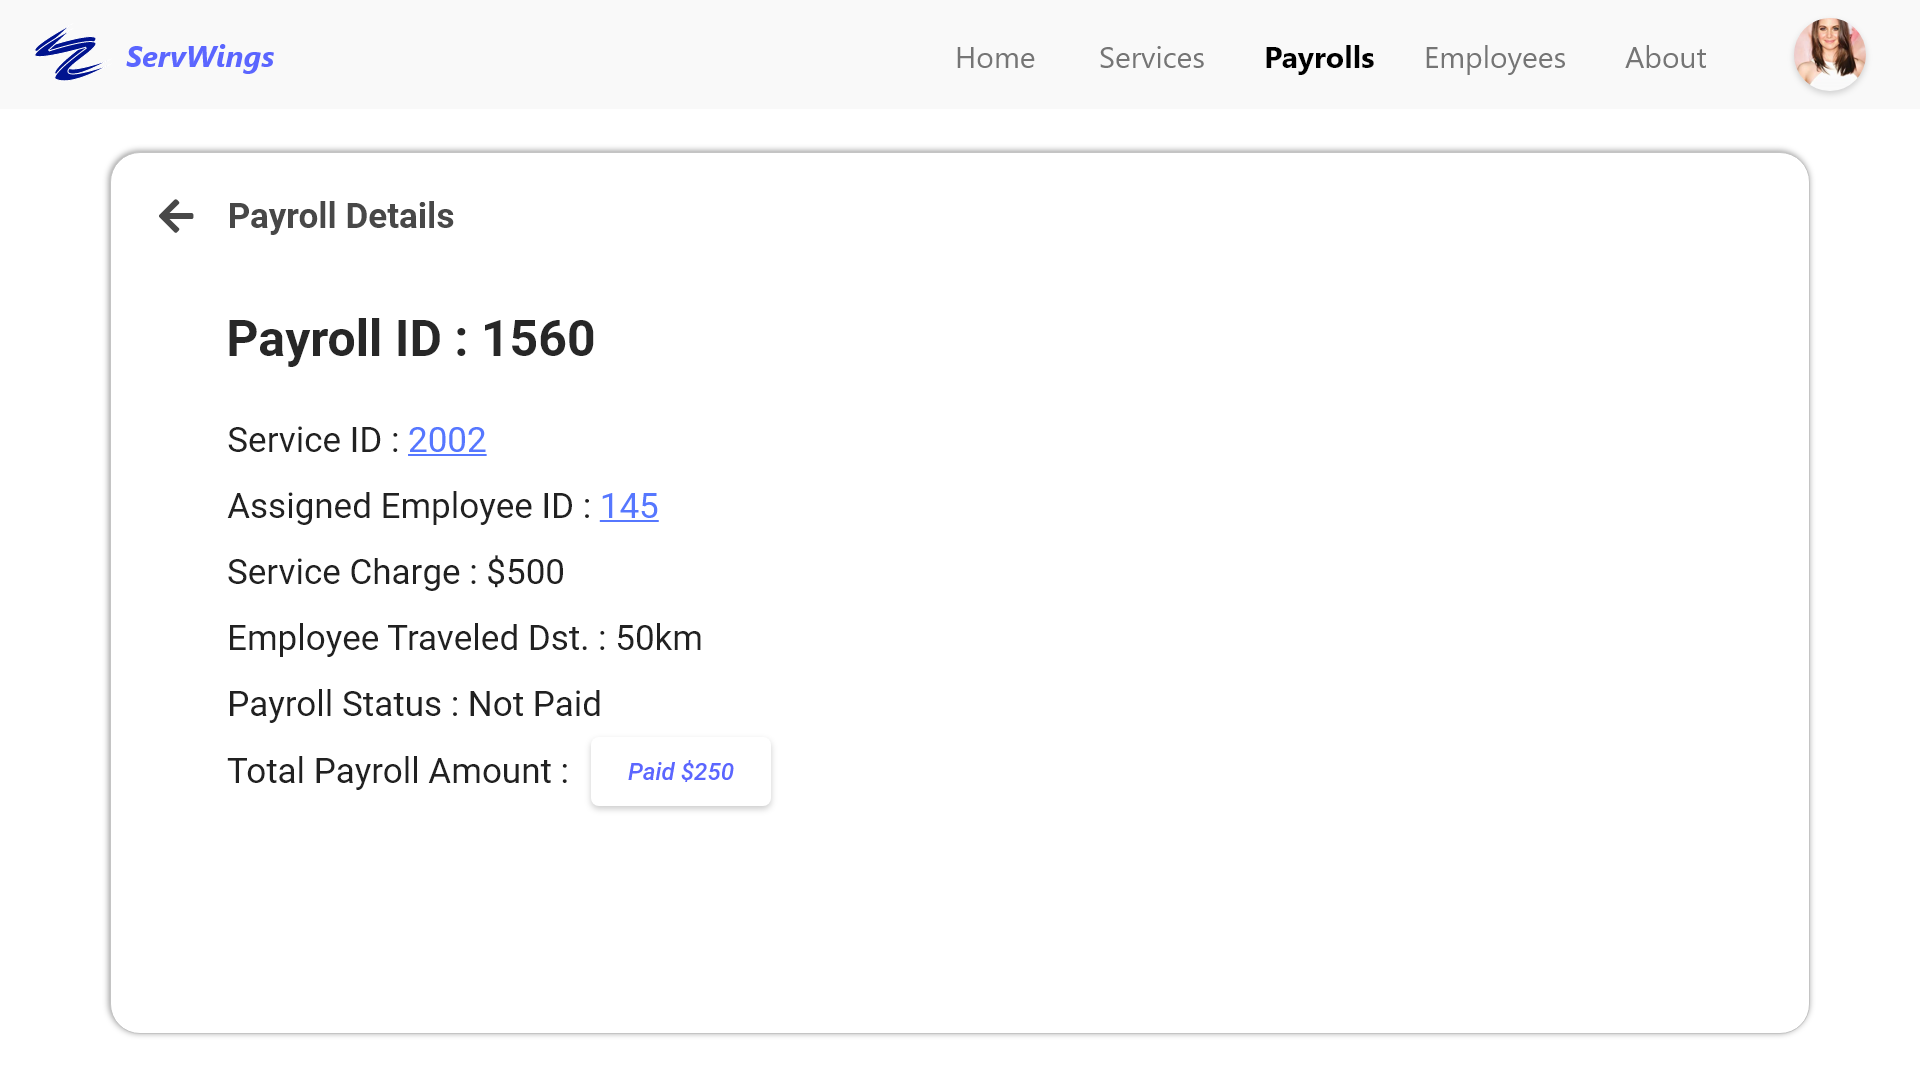 ServWings
Home Services Payrolls Employees About
Payroll Details
Payroll ID : 1560
Service ID : 2002
Assigned Employee ID : 145
Service Charge : $500
Employee Traveled Dst. : 50km
Payroll Status : Not Paid
Total Payroll Amount : Paid $250